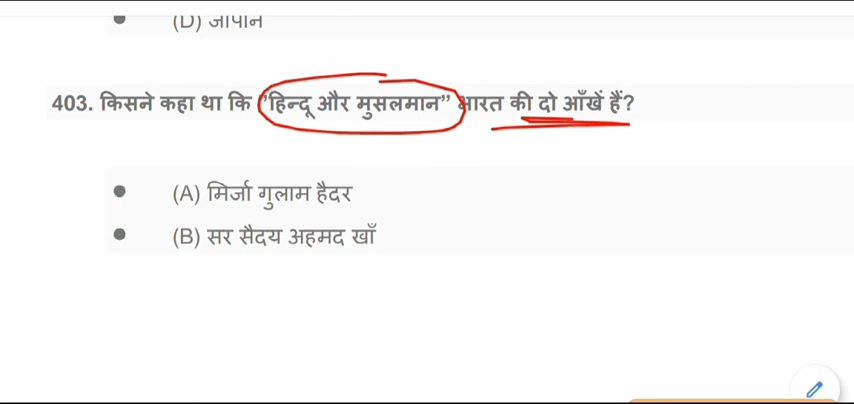 (D) जापान
403. किसने कहा था कि "हिन्दू और मुसलमान" भारत की दो आँखें हैं?
(A) मिर्जा गुलाम हैदर
(B) सर सैदय अहमद खाँ